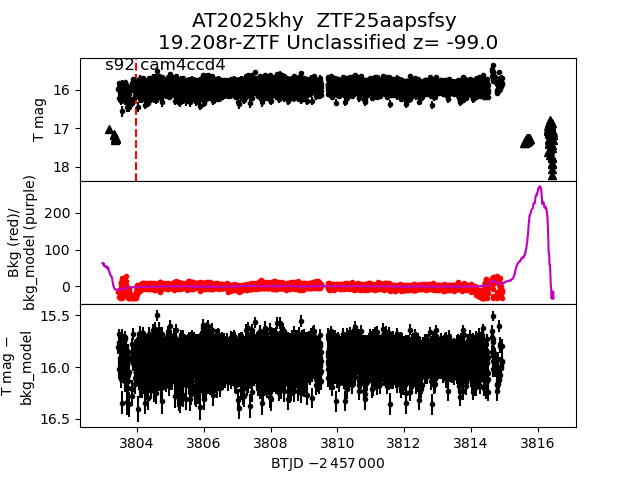 AT2025khy  ZTF25aapsfsy
19.208r-ZTF Unclassified z= -99.0
s92 cam4ccd4
T mag
16
17
18
Bkg (red)/
bkg_model (purple)
200
100
0
T mag −
bkg_model
15.5
16.0
16.5
3804
3806
3808
3810
3812
3814
3816
BTJD −2 457 000